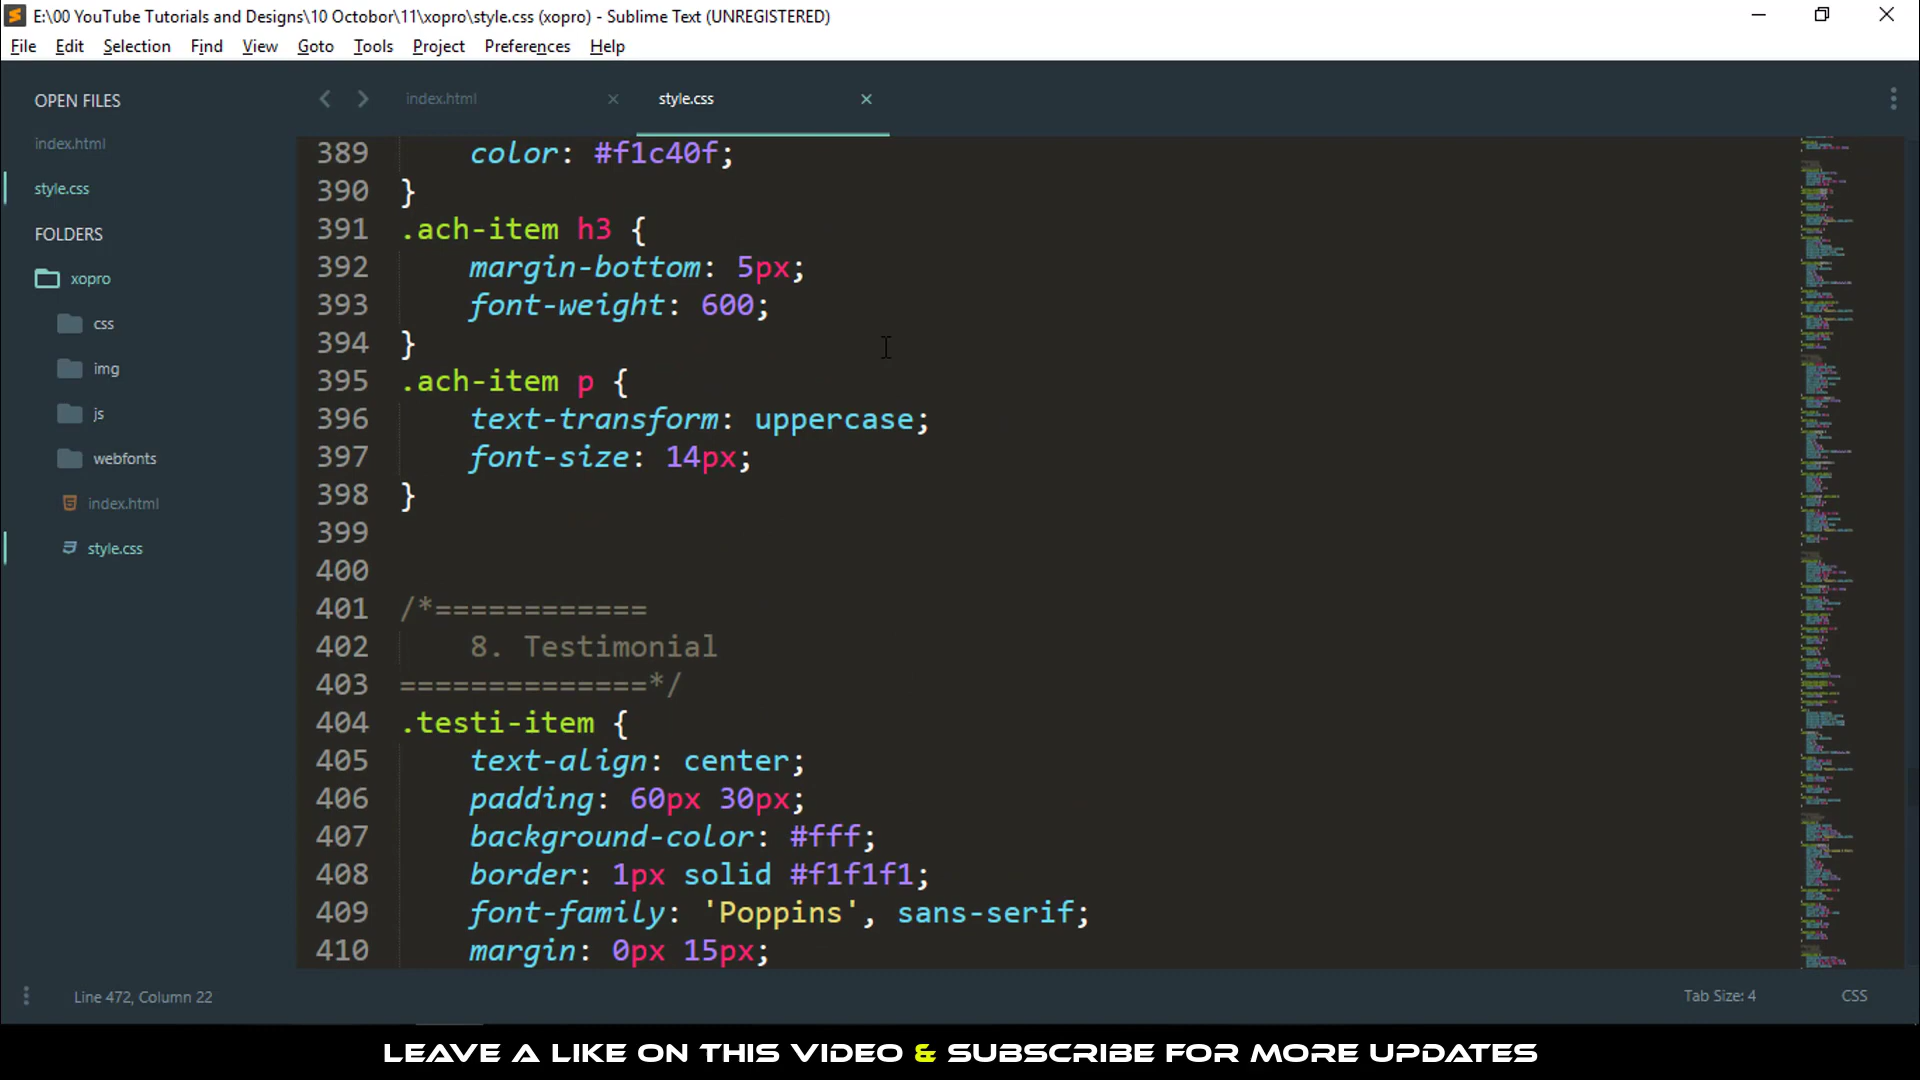 E:\00 YouTube Tutorials and Designs\10 Octobor\11\xopro\style.css (xopro) - Sublime Text (UNREGISTERED)
File Edit Selection Find View Goto Tools Project Preferences Help
OPEN FILES
index.html
style.css
FOLDERS
xopro
css
img
js
webfonts
index.html
style.css
index.html
style.css
389 color: #f1c40f;
390 }
391 .ach-item h3 {
392 margin-bottom: 5px;
393 font-weight: 600;
394 }
395 .ach-item p {
396 text-transform: uppercase;
397 font-size: 14px;
398 }
399
400
401 /*============
402 8. Testimonial
403 ==============*/
404 .testi-item {
405 text-align: center;
406 padding: 60px 30px;
407 background-color: #fff;
408 border: 1px solid #f1f1f1;
409 font-family: 'Poppins', sans-serif;
410 margin: 0px 15px;
Line 472, Column 22
Tab Size: 4
CSS
LEAVE A LIKE ON THIS VIDEO & SUBSCRIBE FOR MORE UPDATES